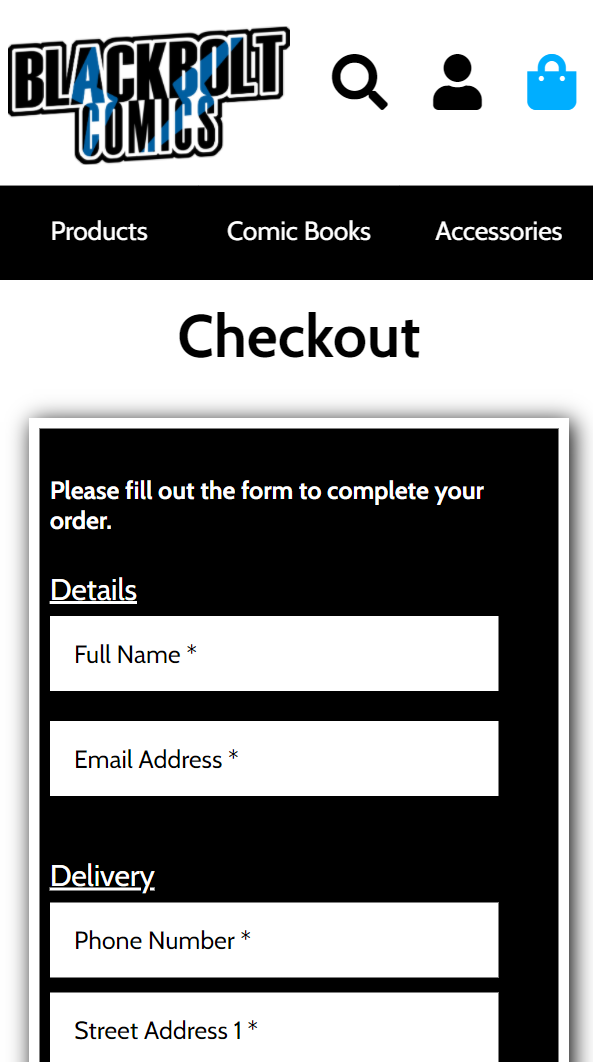 BLACKBOLT
COMICS
Products Comic Books Accessories
Checkout
Please fill out the form to complete your
order.
Details
Full Name *
Email Address *
Delivery
Phone Number *
Street Address 1 *